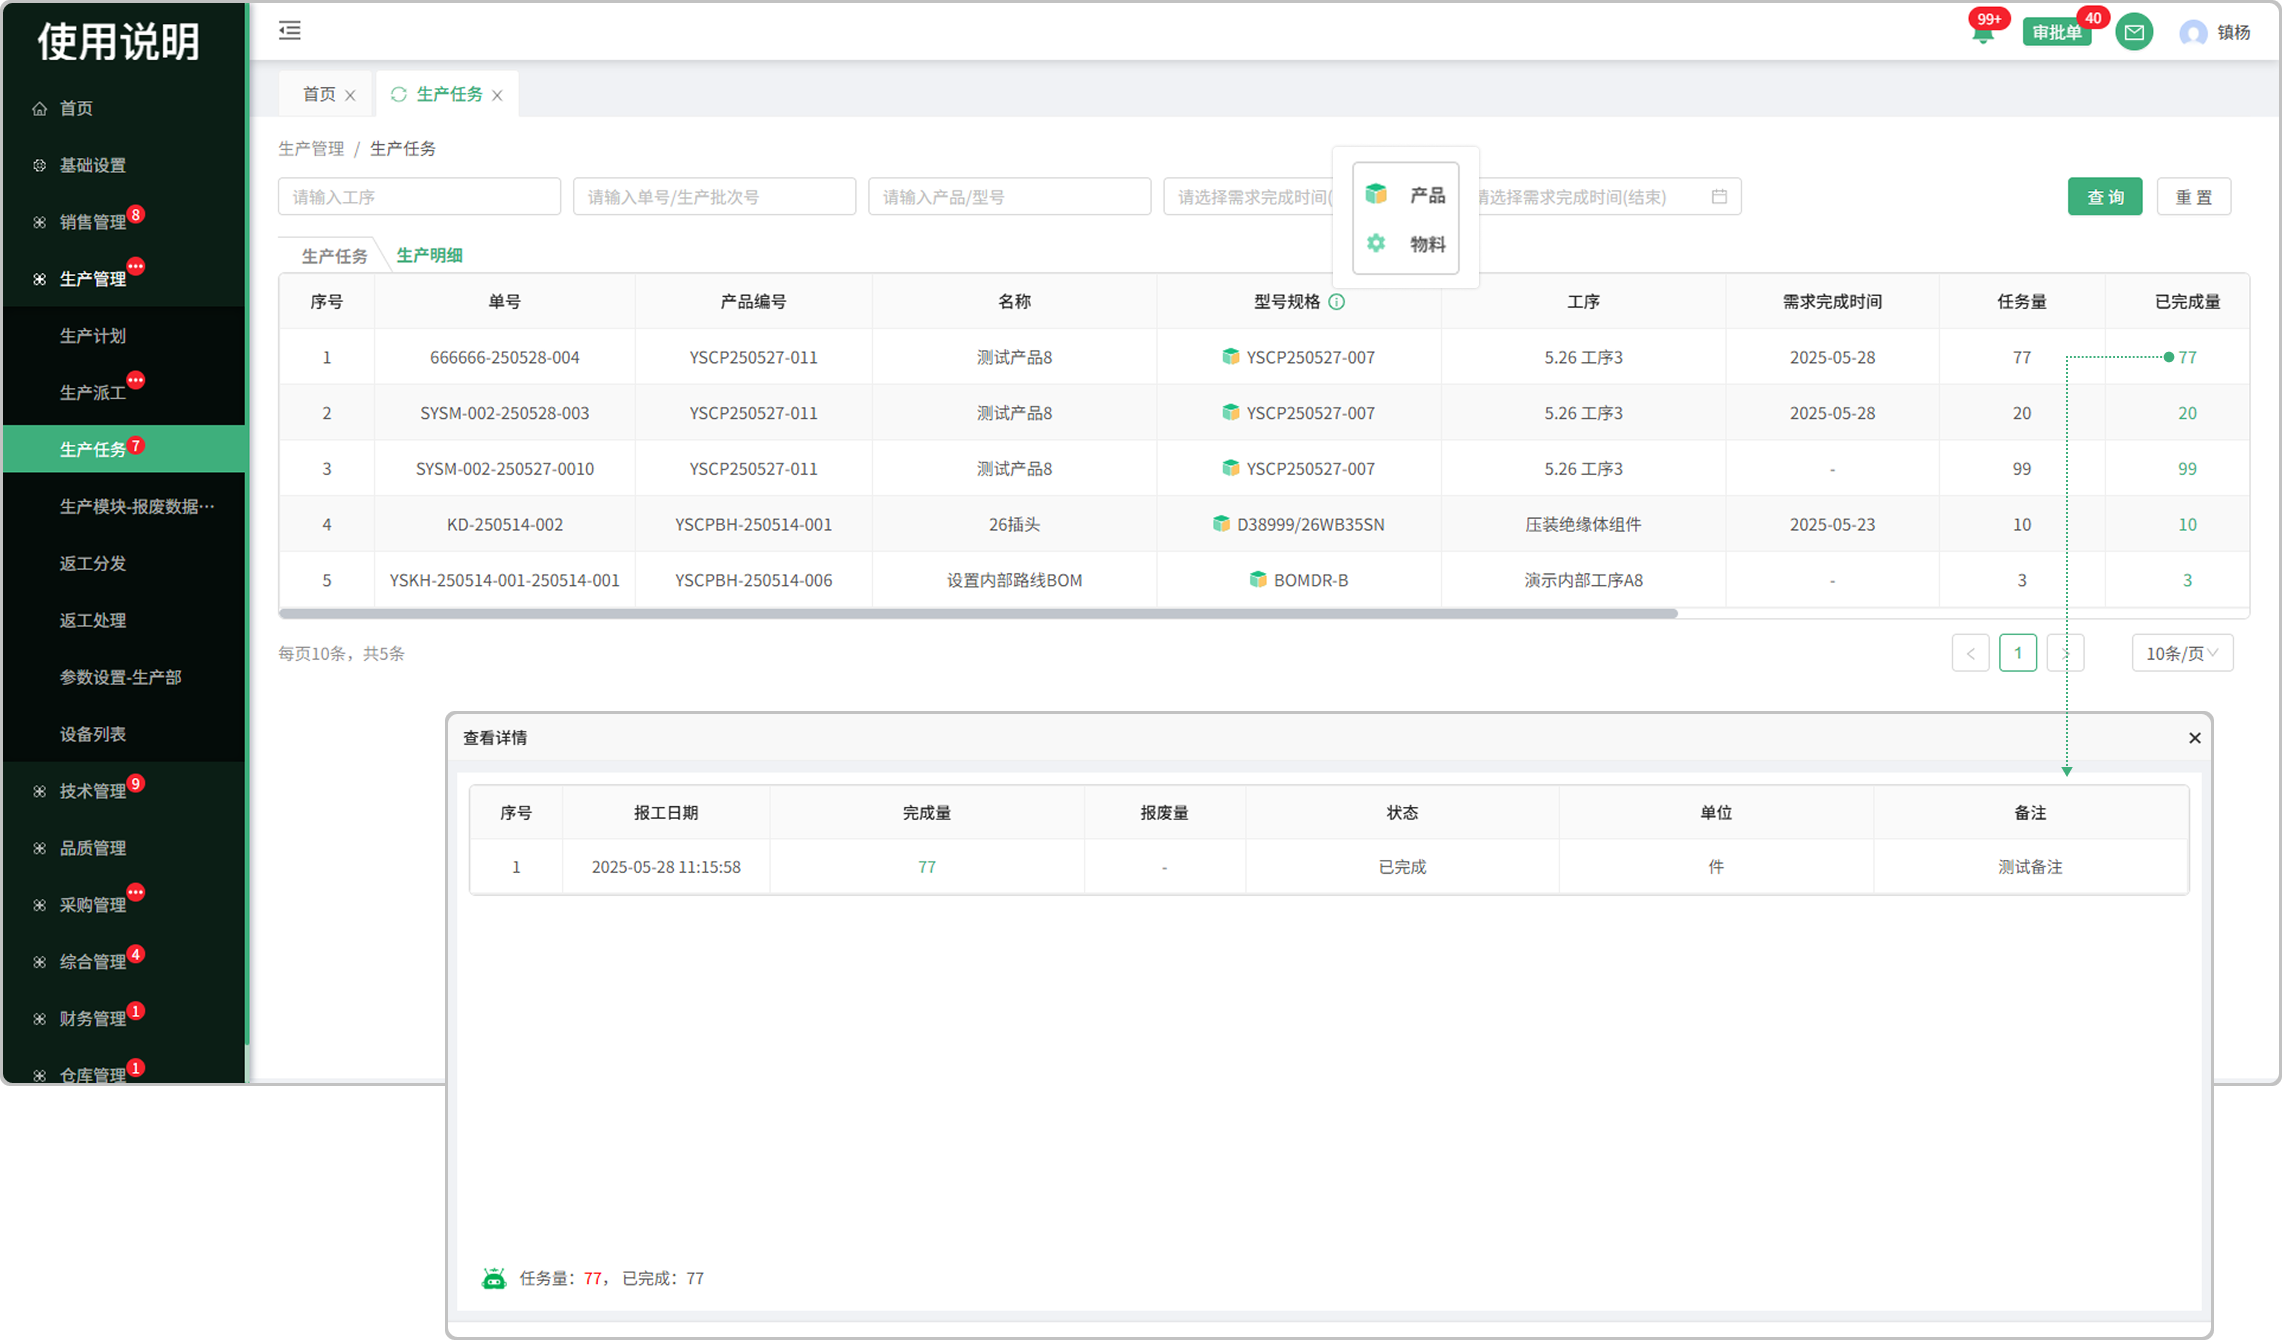 使用说明
99+
审批单
40
镇杨
首页
生产任务
首页
基础设置
销售管理
8
生产管理
生产计划
生产派工
生产任务
7
生产模块-报废数据…
返工分发
返工处理
参数设置-生产部
设备列表
技术管理
9
品质管理
采购管理
综合管理
4
财务管理
1
仓库管理
1
生产管理 / 生产任务
请输入工序 请输入单号/生产批次号 请输入产品/型号 请选择需求完成时间( 请选择需求完成时间(结束) 查 询 重 置
产品
物料
生产任务 生产明细
序号 单号 产品编号 名称 型号规格 工序 需求完成时间 任务量 已完成量
1 666666-250528-004 YSCP250527-011 测试产品8 YSCP250527-007 5.26 工序3 2025-05-28 77 77
2 SYSM-002-250528-003 YSCP250527-011 测试产品8 YSCP250527-007 5.26 工序3 2025-05-28 20 20
3 SYSM-002-250527-0010 YSCP250527-011 测试产品8 YSCP250527-007 5.26 工序3 - 99 99
4 KD-250514-002 YSCPBH-250514-001 26插头 D38999/26WB35SN 压装绝缘体组件 2025-05-23 10 10
5 YSKH-250514-001-250514-001 YSCPBH-250514-006 设置内部路线BOM BOMDR-B 演示内部工序A8 - 3 3
每页10条，共5条 < 1 > 10条/页
查看详情
序号 报工日期 完成量 报废量 状态 单位 备注
1 2025-05-28 11:15:58 77 - 已完成 件 测试备注
任务量：77， 已完成：77